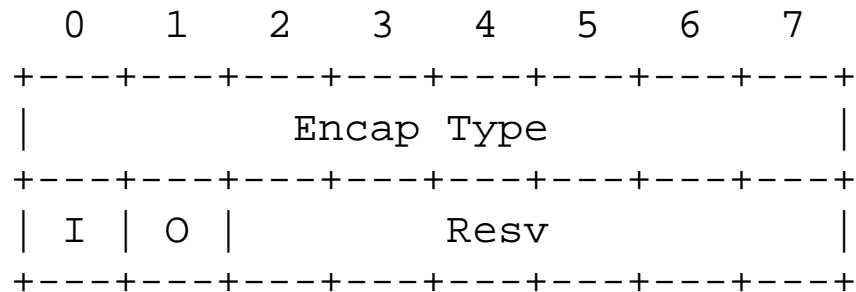 0   1   2   3   4   5   6   7
+---+---+---+---+---+---+---+---+
|          Encap Type           |
+---+---+---+---+---+---+---+---+
| I | O |        Resv           |
+---+---+---+---+---+---+---+---+